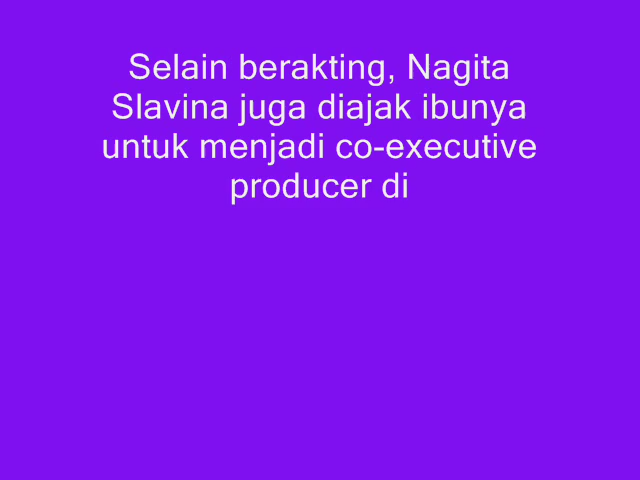 Selain berakting, Nagita
Slavina juga diajak ibunya
untuk menjadi co-executive
producer di